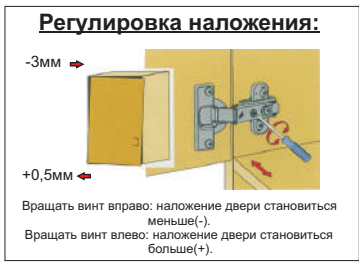 Регулировка наложения:
-3мм
+0,5мм
Вращать винт вправо: наложение двери становиться
меньше(-).
Вращать винт влево: наложение двери становиться
больше(+).